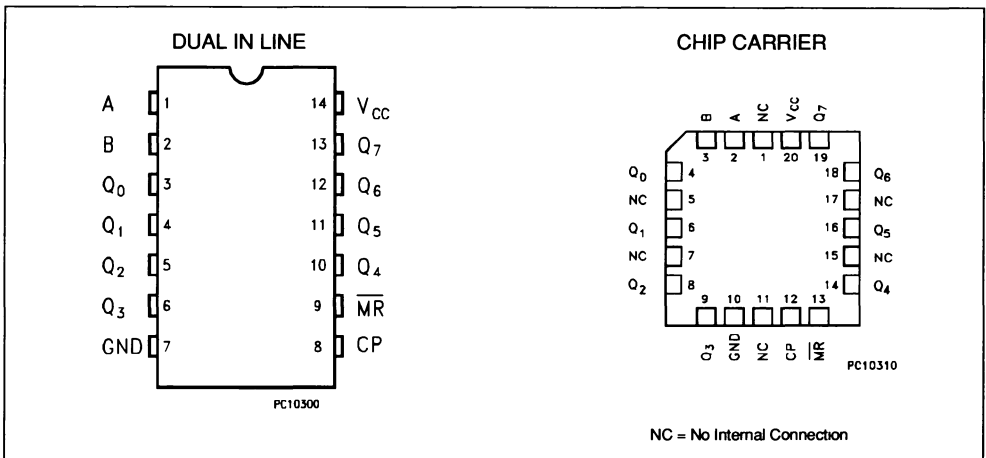 DUAL IN LINE
A 1 14 VCC
B 2 13 Q7
Q0 3 12 Q6
Q1 4 11 Q5
Q2 5 10 Q4
Q3 6 9 M̅R̅
GND 7 8 CP
PC10300
CHIP CARRIER
B A NC VCC Q7
3 2 1 20 19
Q0 4 18 Q6
NC 5 17 NC
Q1 6 16 Q5
NC 7 15 NC
Q2 8 14 Q4
9 10 11 12 13
Q3 GND NC CP M̅R̅
PC10310
NC = No Internal Connection